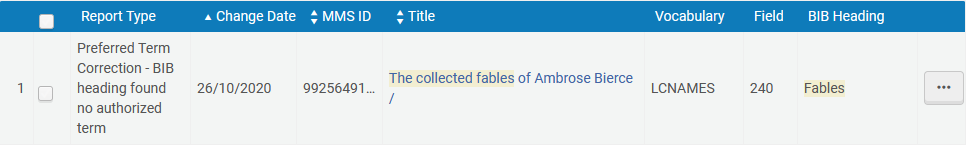 Report Type Change Date MMS ID Title Vocabulary Field BIB Heading
1 Preferred Term Correction - BIB heading found no authorized term 26/10/2020 99256491... The collected fables of Ambrose Bierce / LCNAMES 240 Fables ...